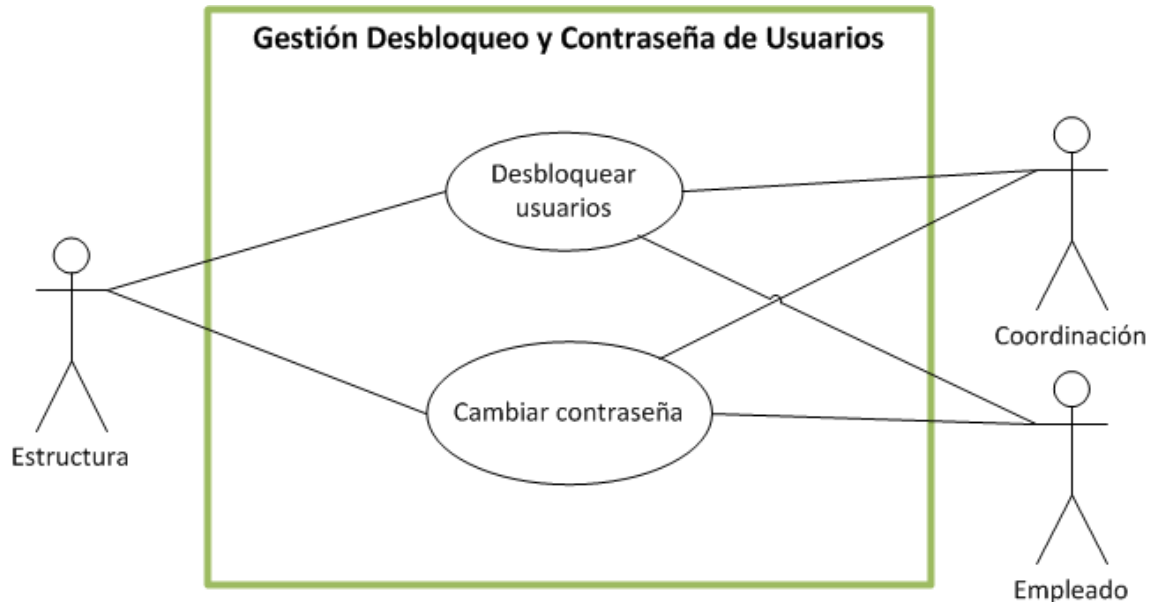 Gestión Desbloqueo y Contraseña de Usuarios
Desbloquear
usuarios
Coordinación
Cambiar contraseña
Estructura
Empleado